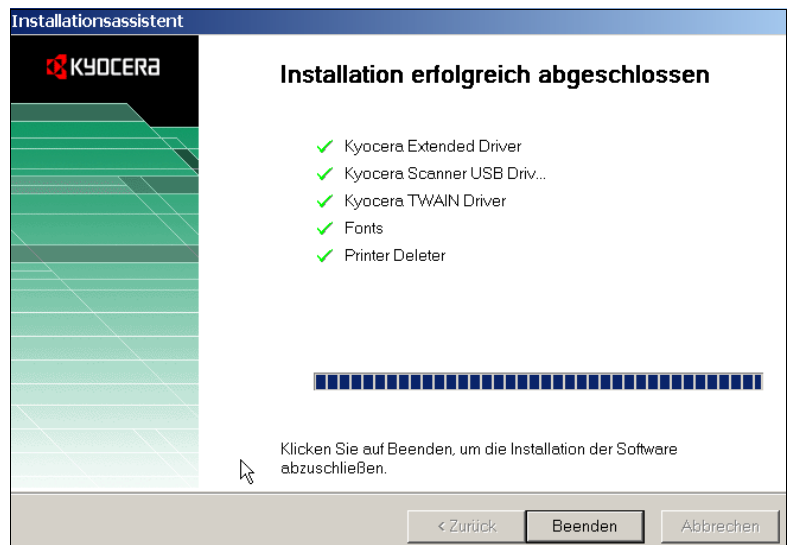 Installationsassistent
KYOCERA
Installation erfolgreich abgeschlossen
Kyocera Extended Driver
Kyocera Scanner USB Driv...
Kyocera TWAIN Driver
Fonts
Printer Deleter
Klicken Sie auf Beenden, um die Installation der Software
abzuschließen.
< Zurück Beenden Abbrechen